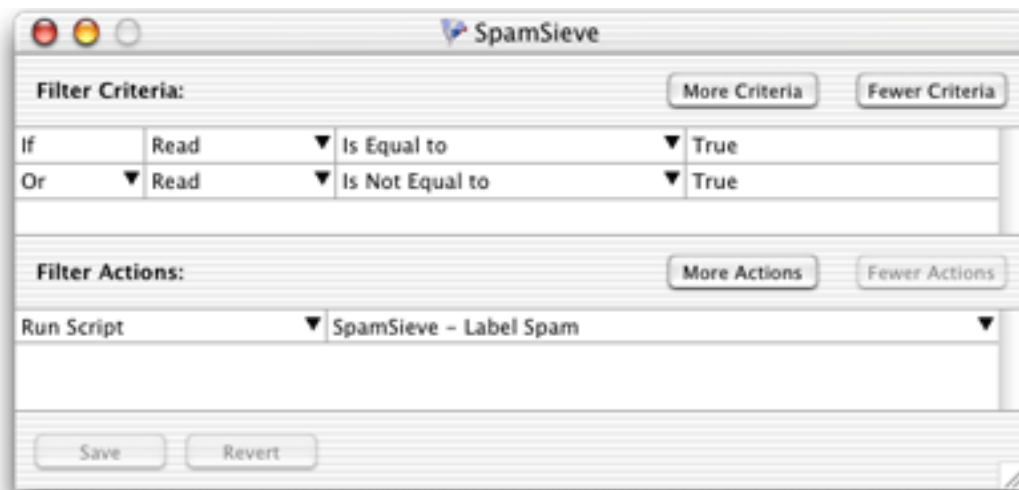 SpamSieve
Filter Criteria: More Criteria Fewer Criteria
If Read Is Equal to True
Or Read Is Not Equal to True
Filter Actions: More Actions Fewer Actions
Run Script SpamSieve – Label Spam
Save Revert